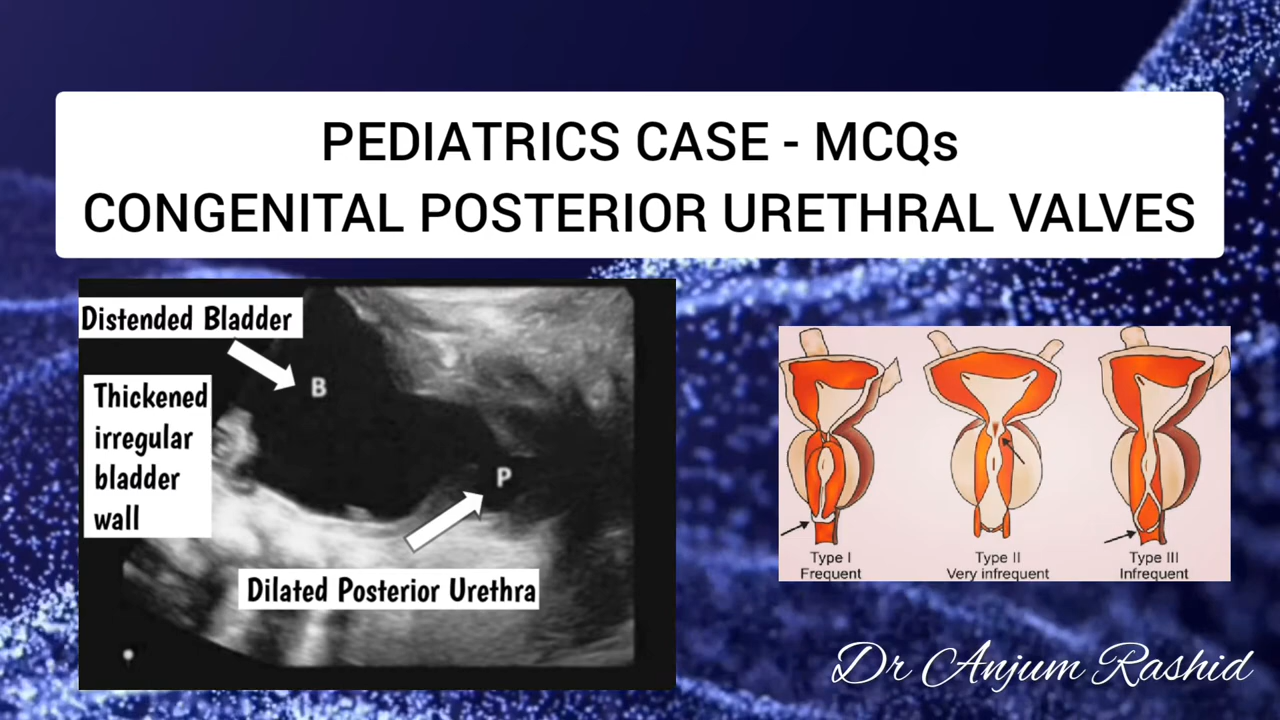 PEDIATRICS CASE - MCQs
CONGENITAL POSTERIOR URETHRAL VALVES
Distended Bladder
B
Thickened
irregular
bladder
wall
P
Dilated Posterior Urethra
Type I
Frequent
Type II
Very infrequent
Type III
Infrequent
Dr Anjum Rashid